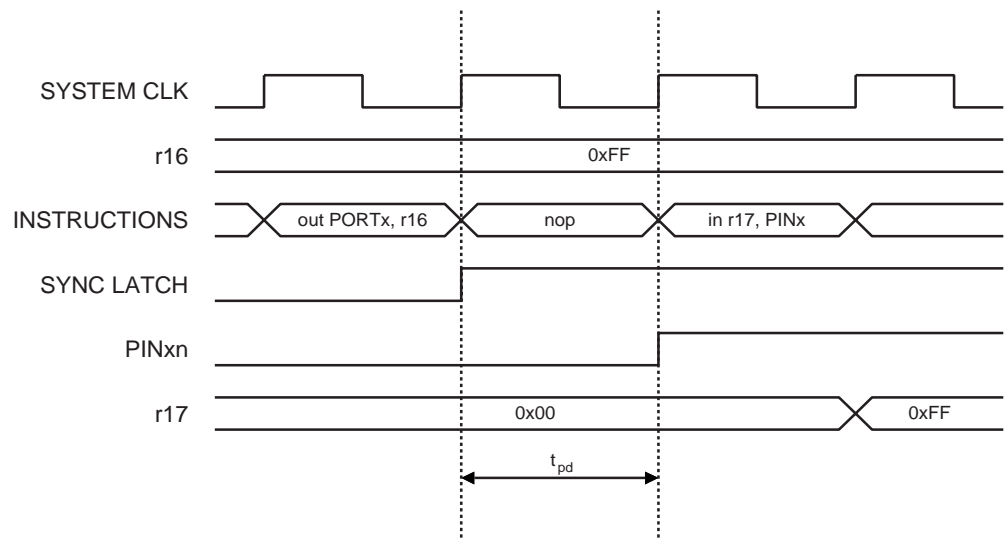 SYSTEM CLK
r16
0xFF
INSTRUCTIONS
out PORTx, r16
nop
in r17, PINx
SYNC LATCH
PINxn
r17
0x00
0xFF
tpd